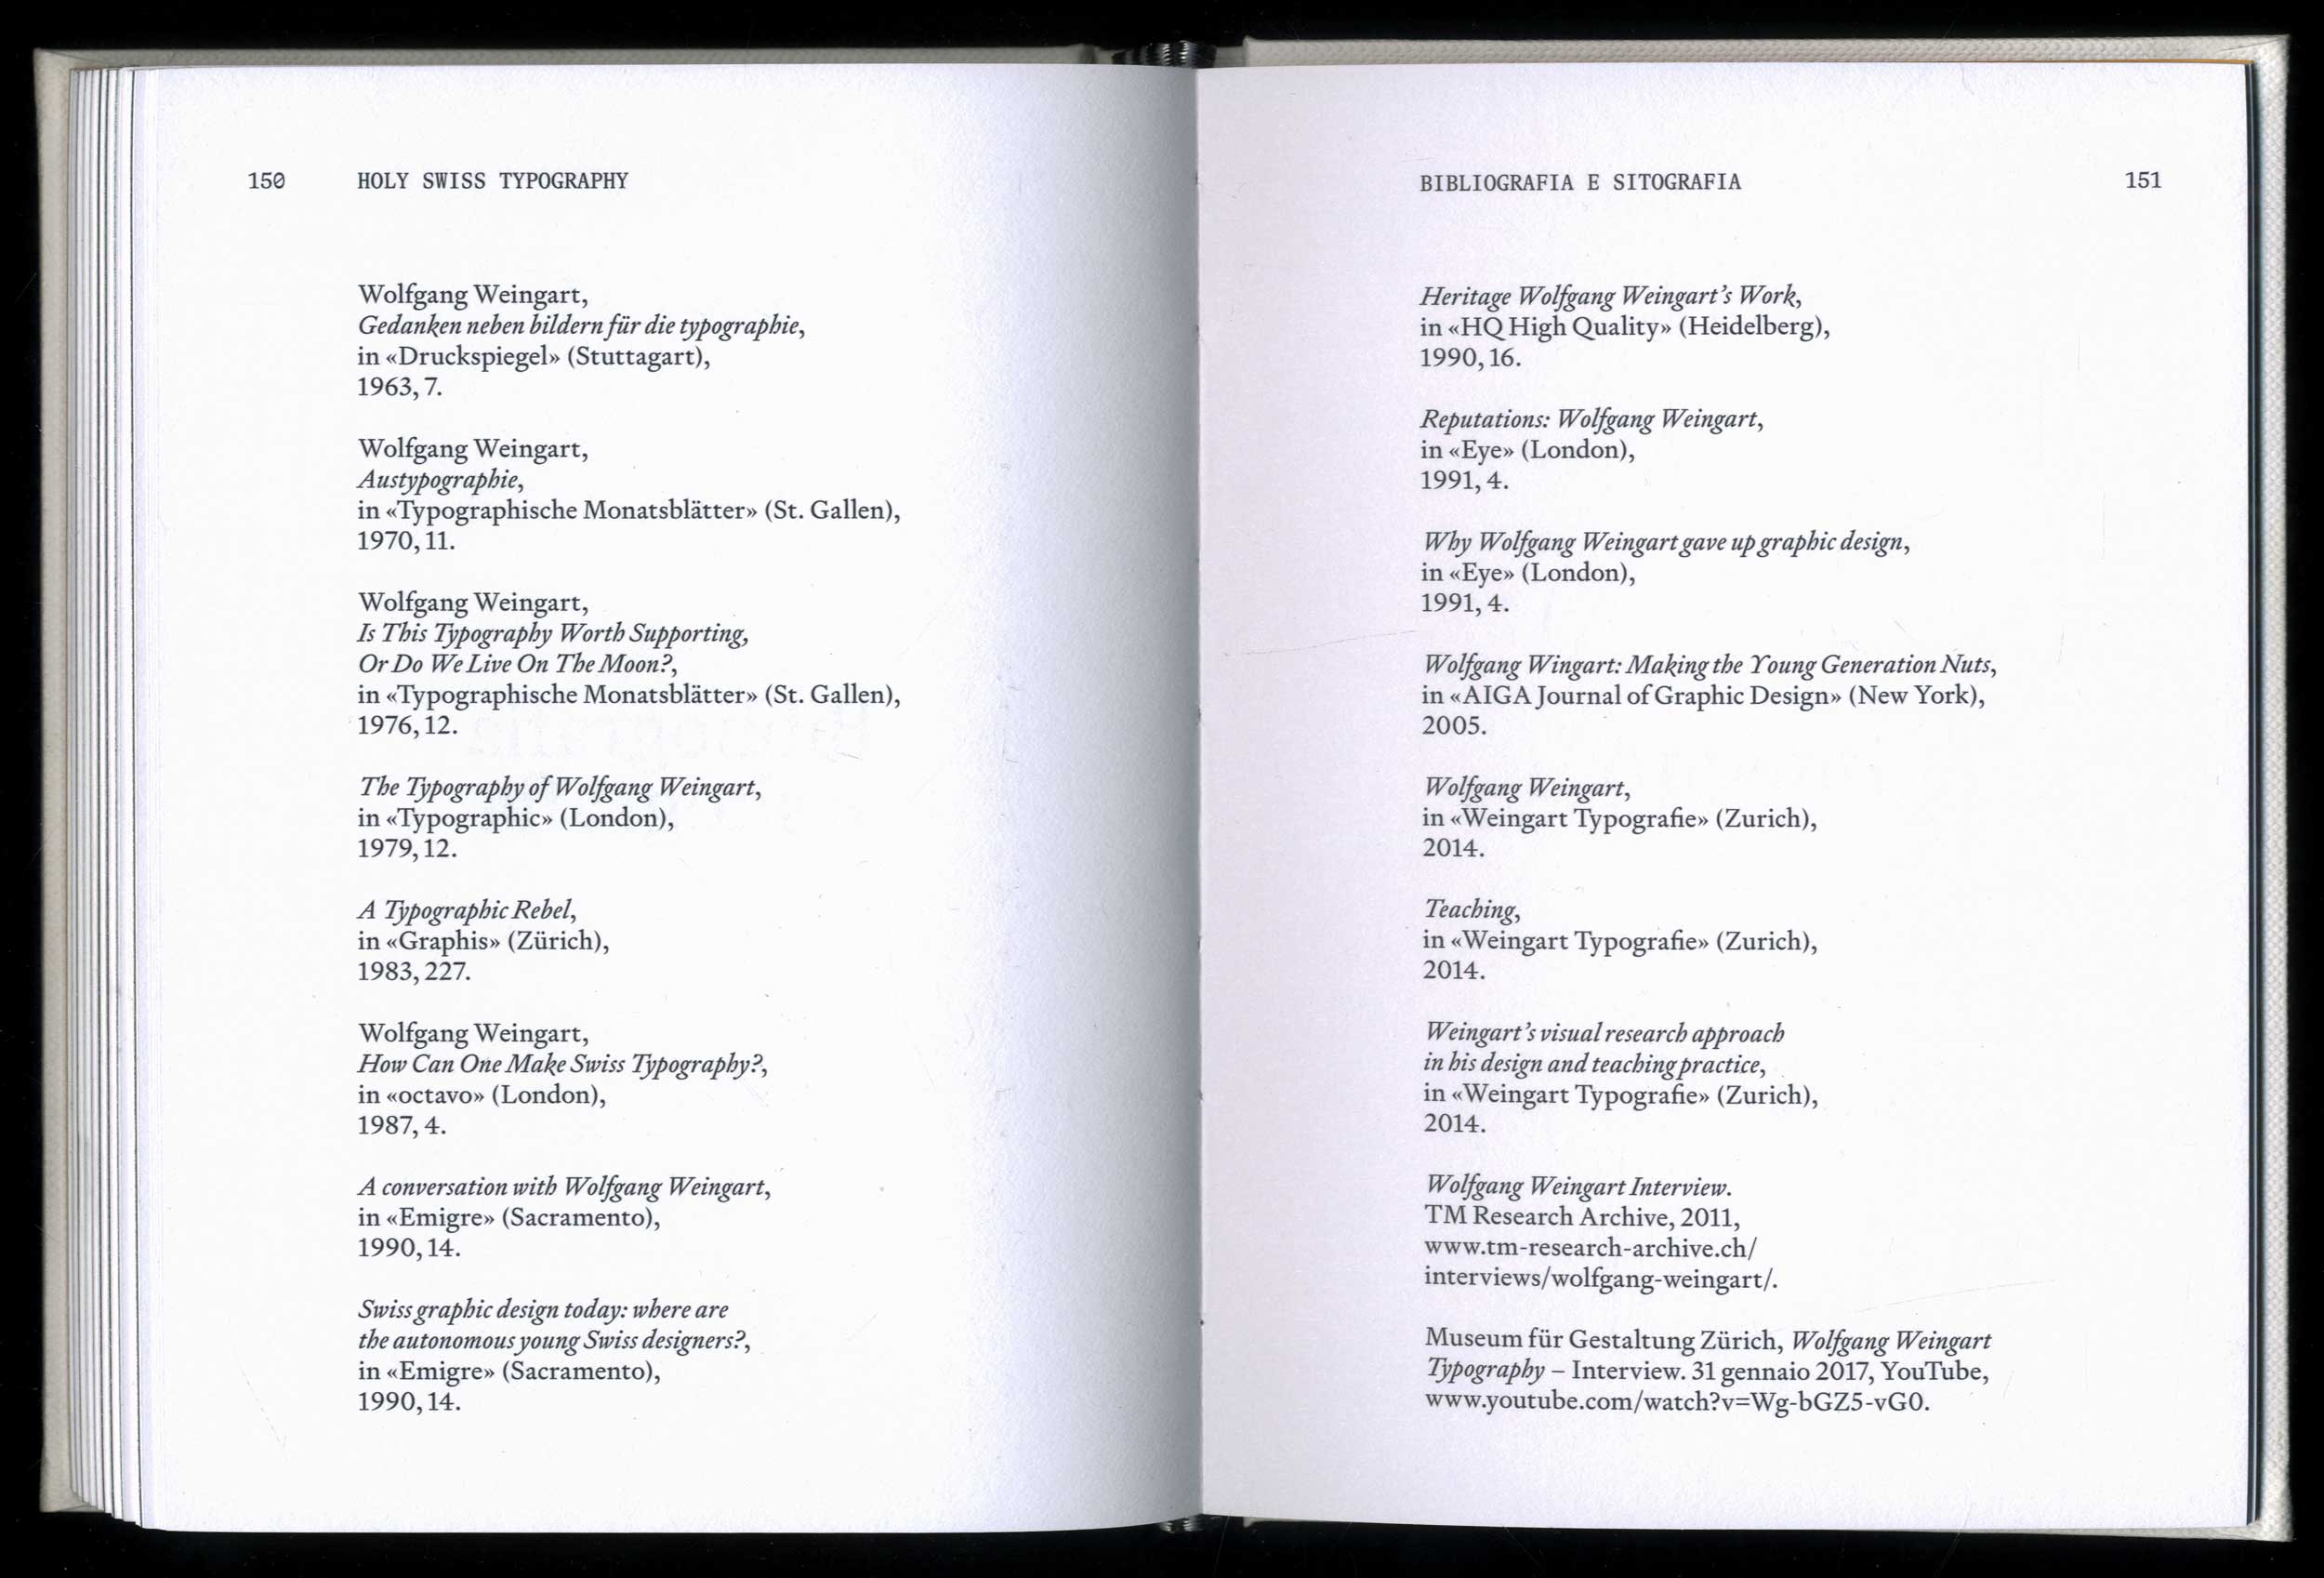 150 HOLY SWISS TYPOGRAPHY
Wolfgang Weingart,
Gedanken neben bildern für die typographie,
in «Druckspiegel» (Stuttagart),
1963, 7.
Wolfgang Weingart,
Austypographie,
in «Typographische Monatsblätter» (St. Gallen),
1970, 11.
Wolfgang Weingart,
Is This Typography Worth Supporting,
Or Do We Live On The Moon?,
in «Typographische Monatsblätter» (St. Gallen),
1976, 12.
The Typography of Wolfgang Weingart,
in «Typographic» (London),
1979, 12.
A Typographic Rebel,
in «Graphis» (Zürich),
1983, 227.
Wolfgang Weingart,
How Can One Make Swiss Typography?,
in «octavo» (London),
1987, 4.
A conversation with Wolfgang Weingart,
in «Emigre» (Sacramento),
1990, 14.
Swiss graphic design today: where are
the autonomous young Swiss designers?,
in «Emigre» (Sacramento),
1990, 14.
BIBLIOGRAFIA E SITOGRAFIA 151
Heritage Wolfgang Weingart's Work,
in «HQ High Quality» (Heidelberg),
1990, 16.
Reputations: Wolfgang Weingart,
in «Eye» (London),
1991, 4.
Why Wolfgang Weingart gave up graphic design,
in «Eye» (London),
1991, 4.
Wolfgang Wingart: Making the Young Generation Nuts,
in «AIGA Journal of Graphic Design» (New York),
2005.
Wolfgang Weingart,
in «Weingart Typografie» (Zurich),
2014.
Teaching,
in «Weingart Typografie» (Zurich),
2014.
Weingart's visual research approach
in his design and teaching practice,
in «Weingart Typografie» (Zurich),
2014.
Wolfgang Weingart Interview.
TM Research Archive, 2011,
www.tm-research-archive.ch/
interviews/wolfgang-weingart/.
Museum für Gestaltung Zürich, Wolfgang Weingart
Typography – Interview. 31 gennaio 2017, YouTube,
www.youtube.com/watch?v=Wg-bGZ5-vG0.